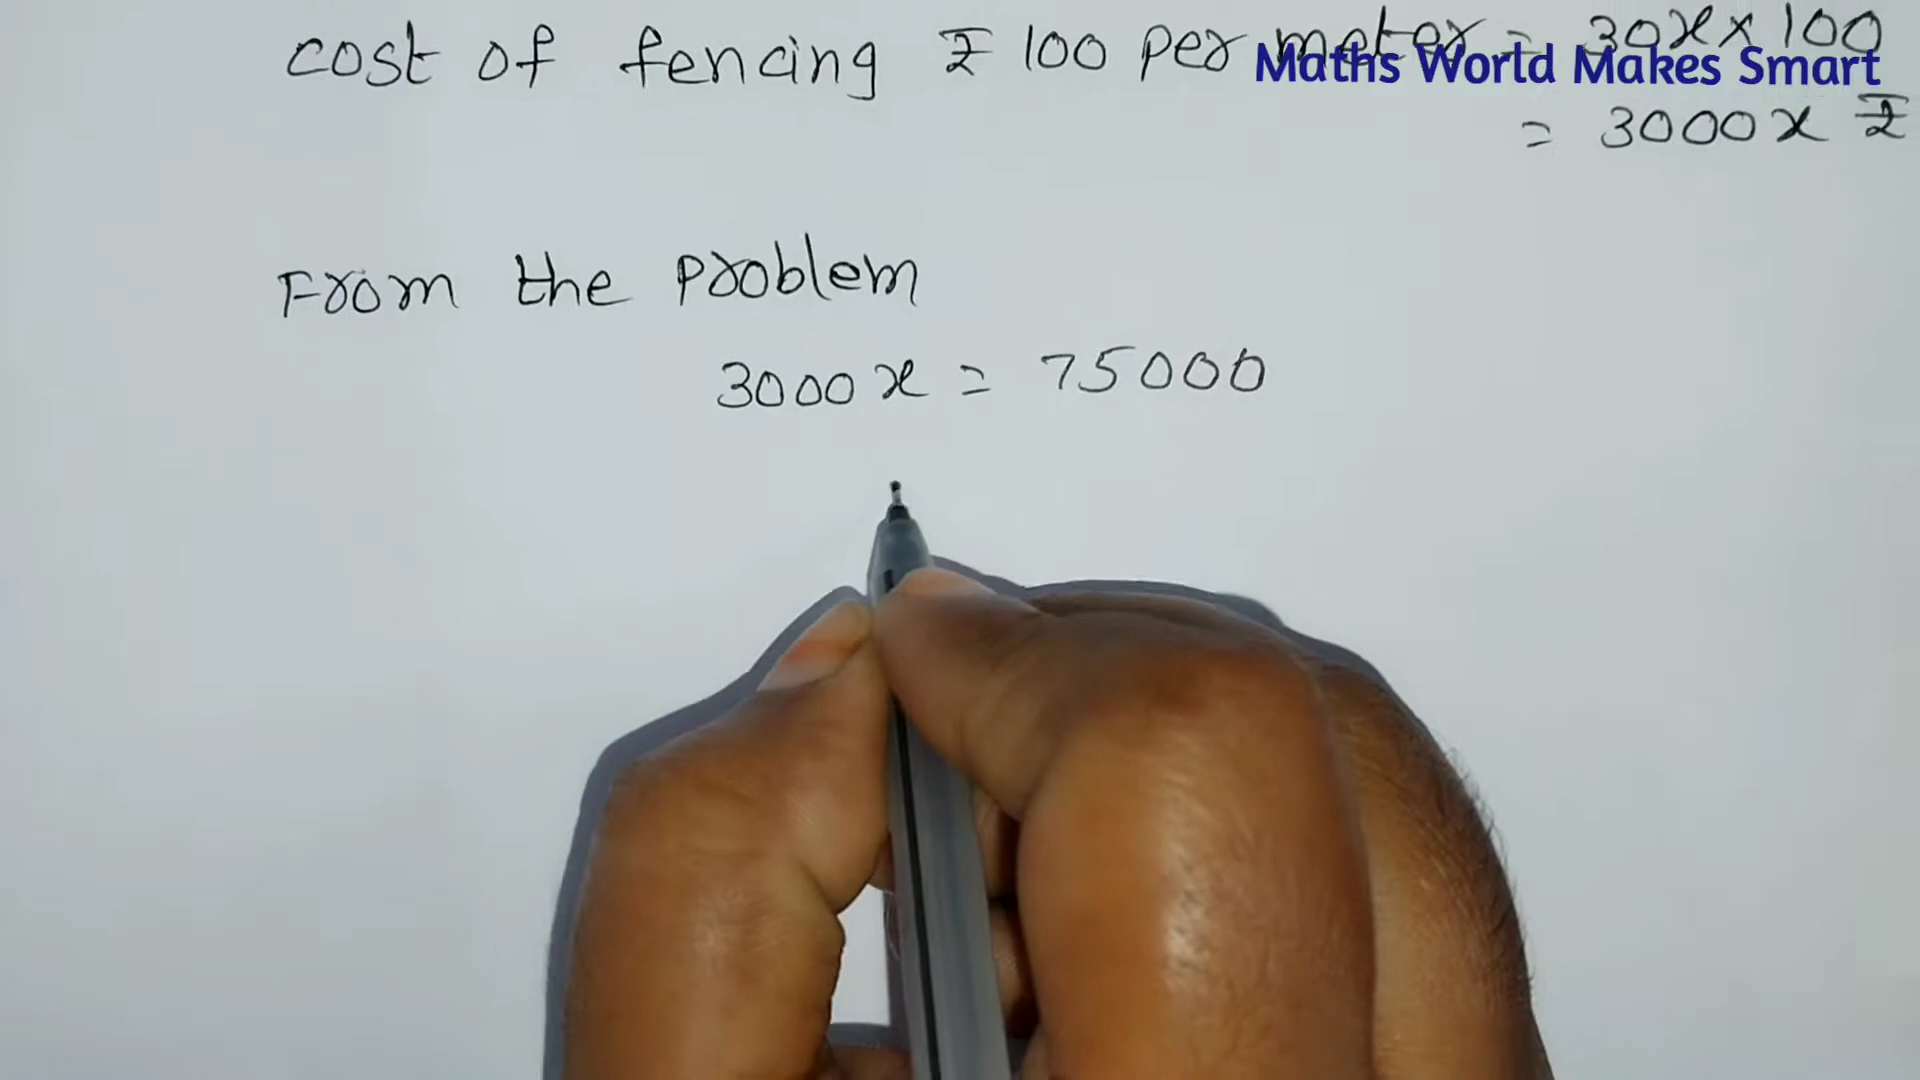 cost of fencing ₹ 100 per meter = 30x × 100
Maths World Makes Smart
= 3000x ₹
From the problem
3000x = 75000